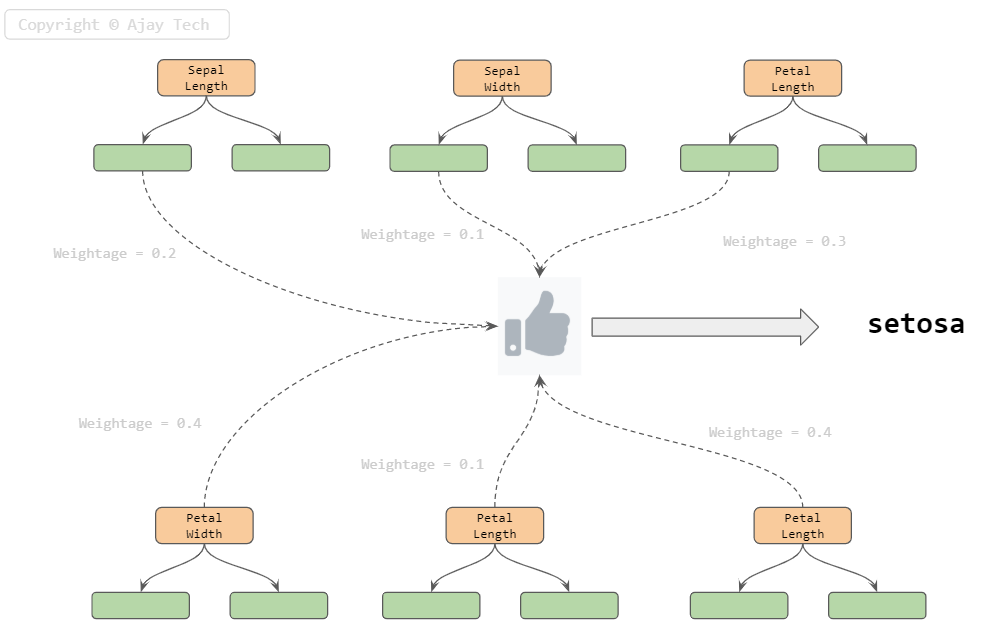 Copyright © Ajay Tech
Sepal
Length
Sepal
Width
Petal
Length
Weightage = 0.2
Weightage = 0.1
Weightage = 0.3
setosa
Weightage = 0.4
Weightage = 0.1
Weightage = 0.4
Petal
Width
Petal
Length
Petal
Length